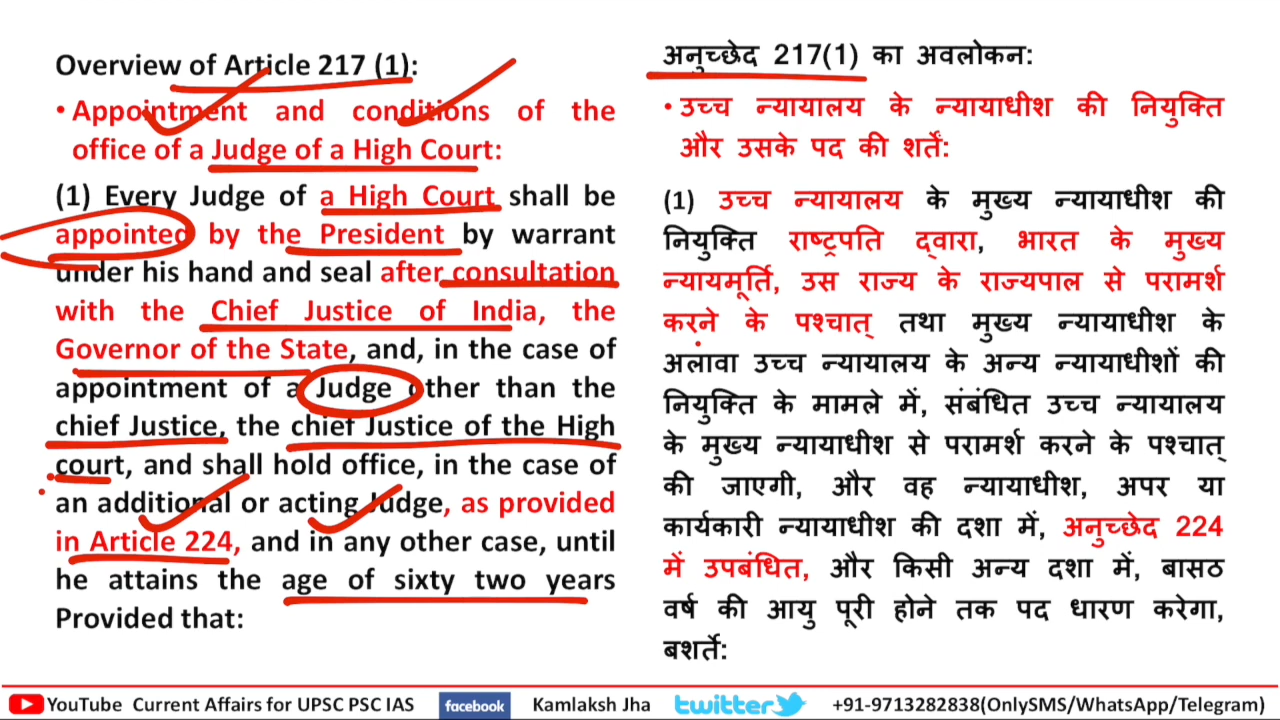 Overview of Article 217 (1):
• Appointment and conditions of the
office of a Judge of a High Court:
(1) Every Judge of a High Court shall be
appointed by the President by warrant
under his hand and seal after consultation
with the Chief Justice of India, the
Governor of the State, and, in the case of
appointment of a Judge other than the
chief Justice, the chief Justice of the High
court, and shall hold office, in the case of
an additional or acting Judge, as provided
in Article 224, and in any other case, until
he attains the age of sixty two years
Provided that:
अनुच्छेद 217(1) का अवलोकन:
• उच्च न्यायालय के न्यायाधीश की नियुक्ति
और उसके पद की शर्तें:
(1) उच्च न्यायालय के मुख्य न्यायाधीश की
नियुक्ति राष्ट्रपति द्वारा, भारत के मुख्य
न्यायमूर्ति, उस राज्य के राज्यपाल से परामर्श
करने के पश्चात् तथा मुख्य न्यायाधीश के
अलावा उच्च न्यायालय के अन्य न्यायाधीशों की
नियुक्ति के मामले में, संबंधित उच्च न्यायालय
के मुख्य न्यायाधीश से परामर्श करने के पश्चात्
की जाएगी, और वह न्यायाधीश, अपर या
कार्यकारी न्यायाधीश की दशा में, अनुच्छेद 224
में उपबंधित, और किसी अन्य दशा में, बासठ
वर्ष की आयु पूरी होने तक पद धारण करेगा,
बशर्ते:
YouTube Current Affairs for UPSC PSC IAS facebook Kamlaksh Jha twitter +91-9713282838(OnlySMS/WhatsApp/Telegram)